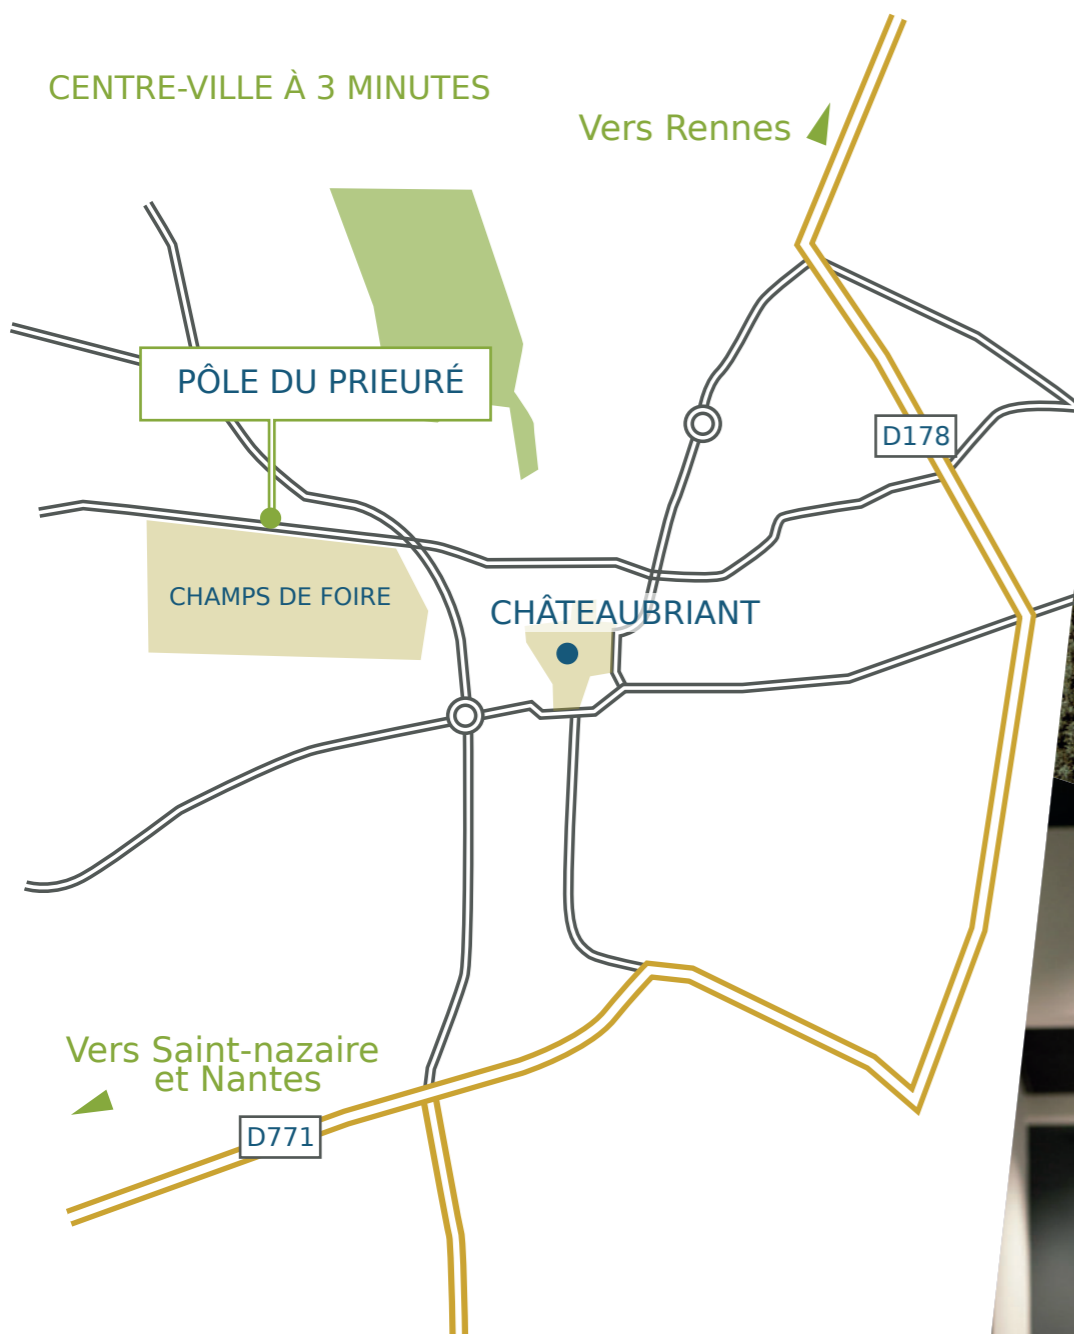 CENTRE-VILLE À 3 MINUTES
Vers Rennes
PÔLE DU PRIEURÉ
D178
CHAMPS DE FOIRE
CHÂTEAUBRIANT
Vers Saint-nazaire
et Nantes
D771